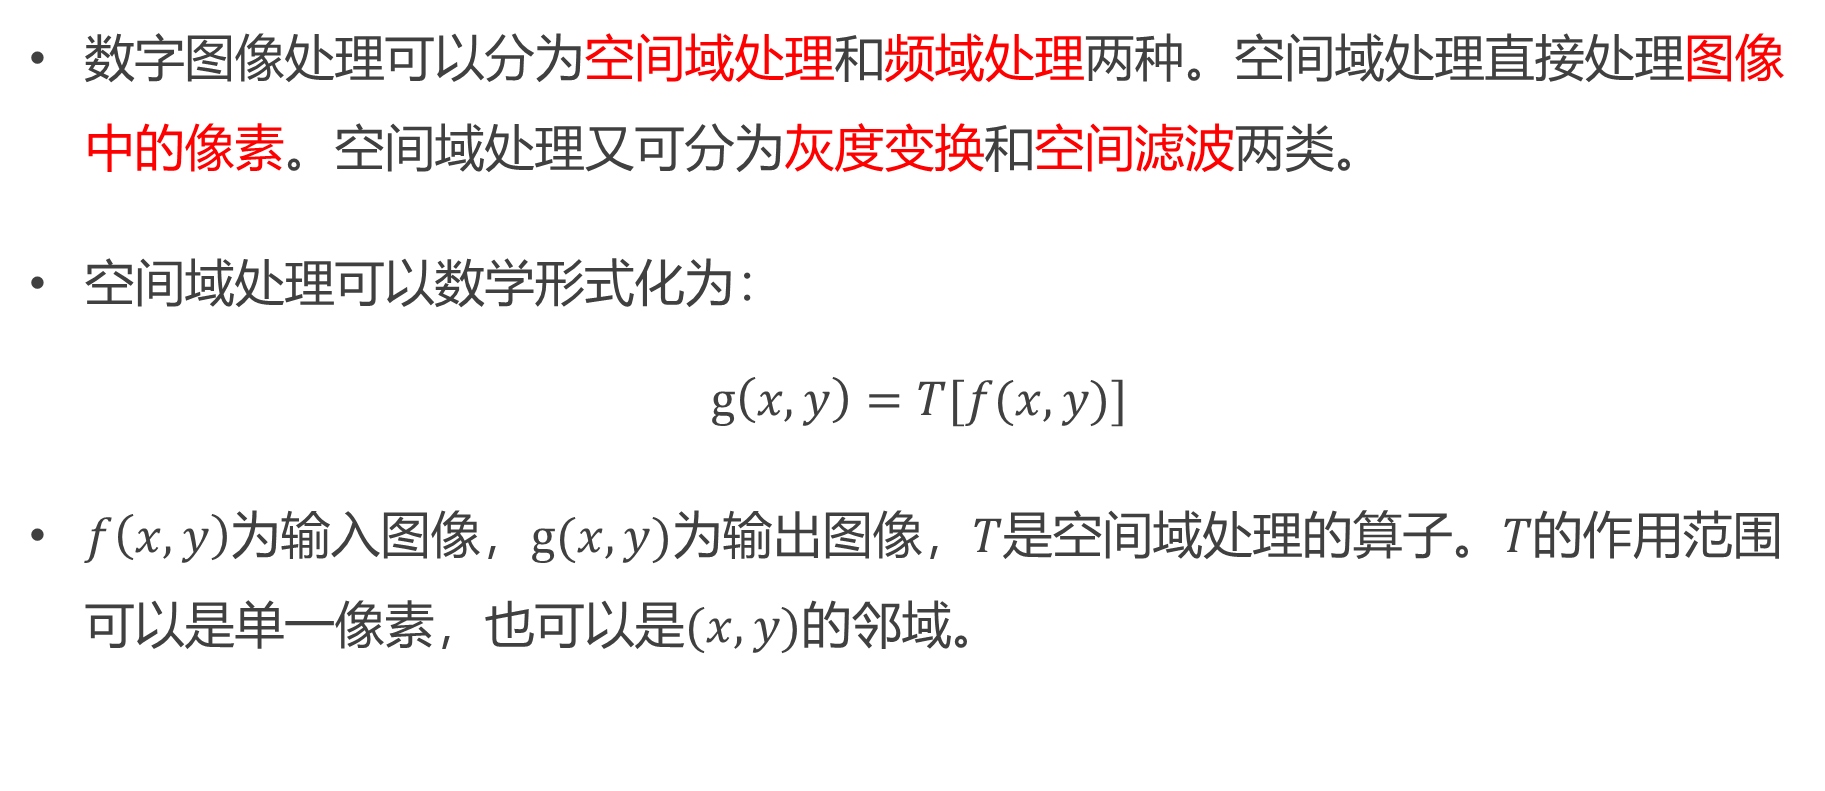 • 数字图像处理可以分为空间域处理和频域处理两种。空间域处理直接处理图像
中的像素。空间域处理又可分为灰度变换和空间滤波两类。
• 空间域处理可以数学形式化为：
g(x, y) = T[f(x, y)]
• f(x, y)为输入图像，g(x, y)为输出图像，T是空间域处理的算子。T的作用范围
可以是单一像素，也可以是(x, y)的邻域。